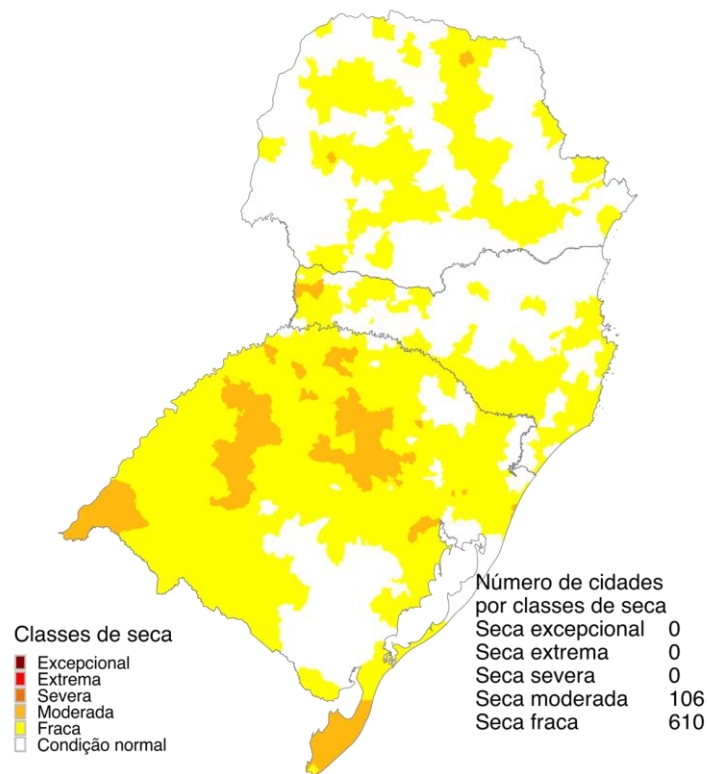 Classes de seca
Excepcional
Extrema
Severa
Moderada
Fraca
Condição normal
Número de cidades
por classes de seca
Seca excepcional 0
Seca extrema 0
Seca severa 0
Seca moderada 106
Seca fraca 610